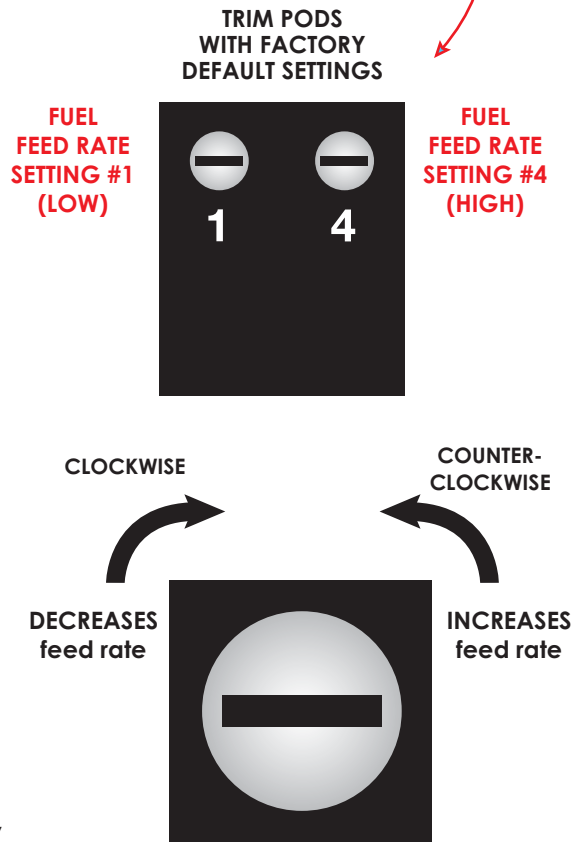 TRIM PODS
WITH FACTORY
DEFAULT SETTINGS
FUEL
FEED RATE
SETTING #1
(LOW)
FUEL
FEED RATE
SETTING #4
(HIGH)
1
4
CLOCKWISE
COUNTER-
CLOCKWISE
DECREASES
feed rate
INCREASES
feed rate